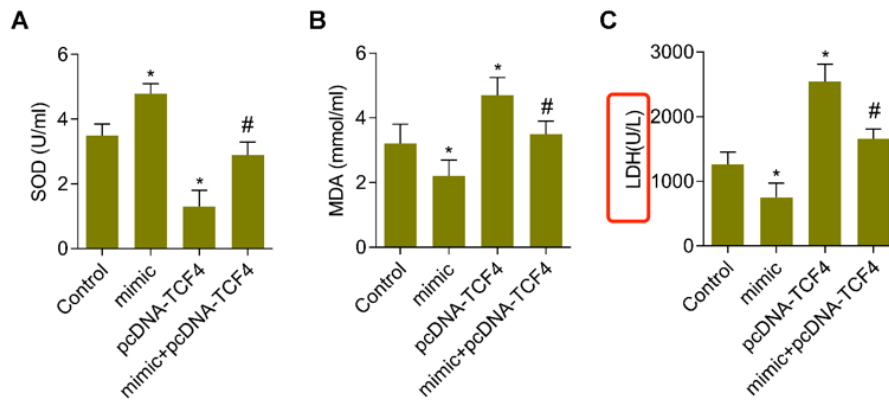 A
SOD (U/ml)
6
4
2
0
*
*
#
Control
mimic
pcDNA-TCF4
mimic+pcDNA-TCF4
B
MDA (mmol/ml)
6
4
2
0
*
*
#
Control
mimic
pcDNA-TCF4
mimic+pcDNA-TCF4
C
LDH(U/L)
3000
2000
1000
0
*
*
#
Control
mimic
pcDNA-TCF4
mimic+pcDNA-TCF4